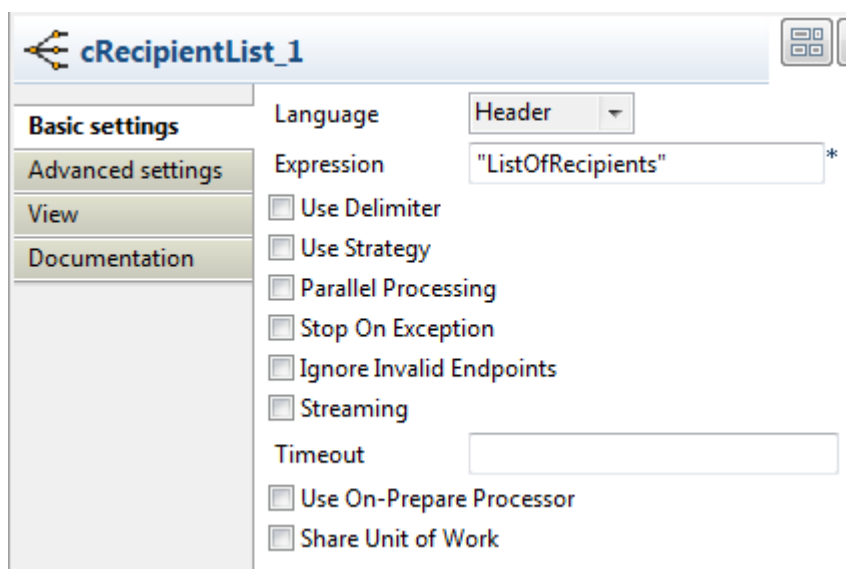 cRecipientList_1
Basic settings
Advanced settings
View
Documentation
Language Header
Expression "ListOfRecipients" *
Use Delimiter
Use Strategy
Parallel Processing
Stop On Exception
Ignore Invalid Endpoints
Streaming
Timeout
Use On-Prepare Processor
Share Unit of Work